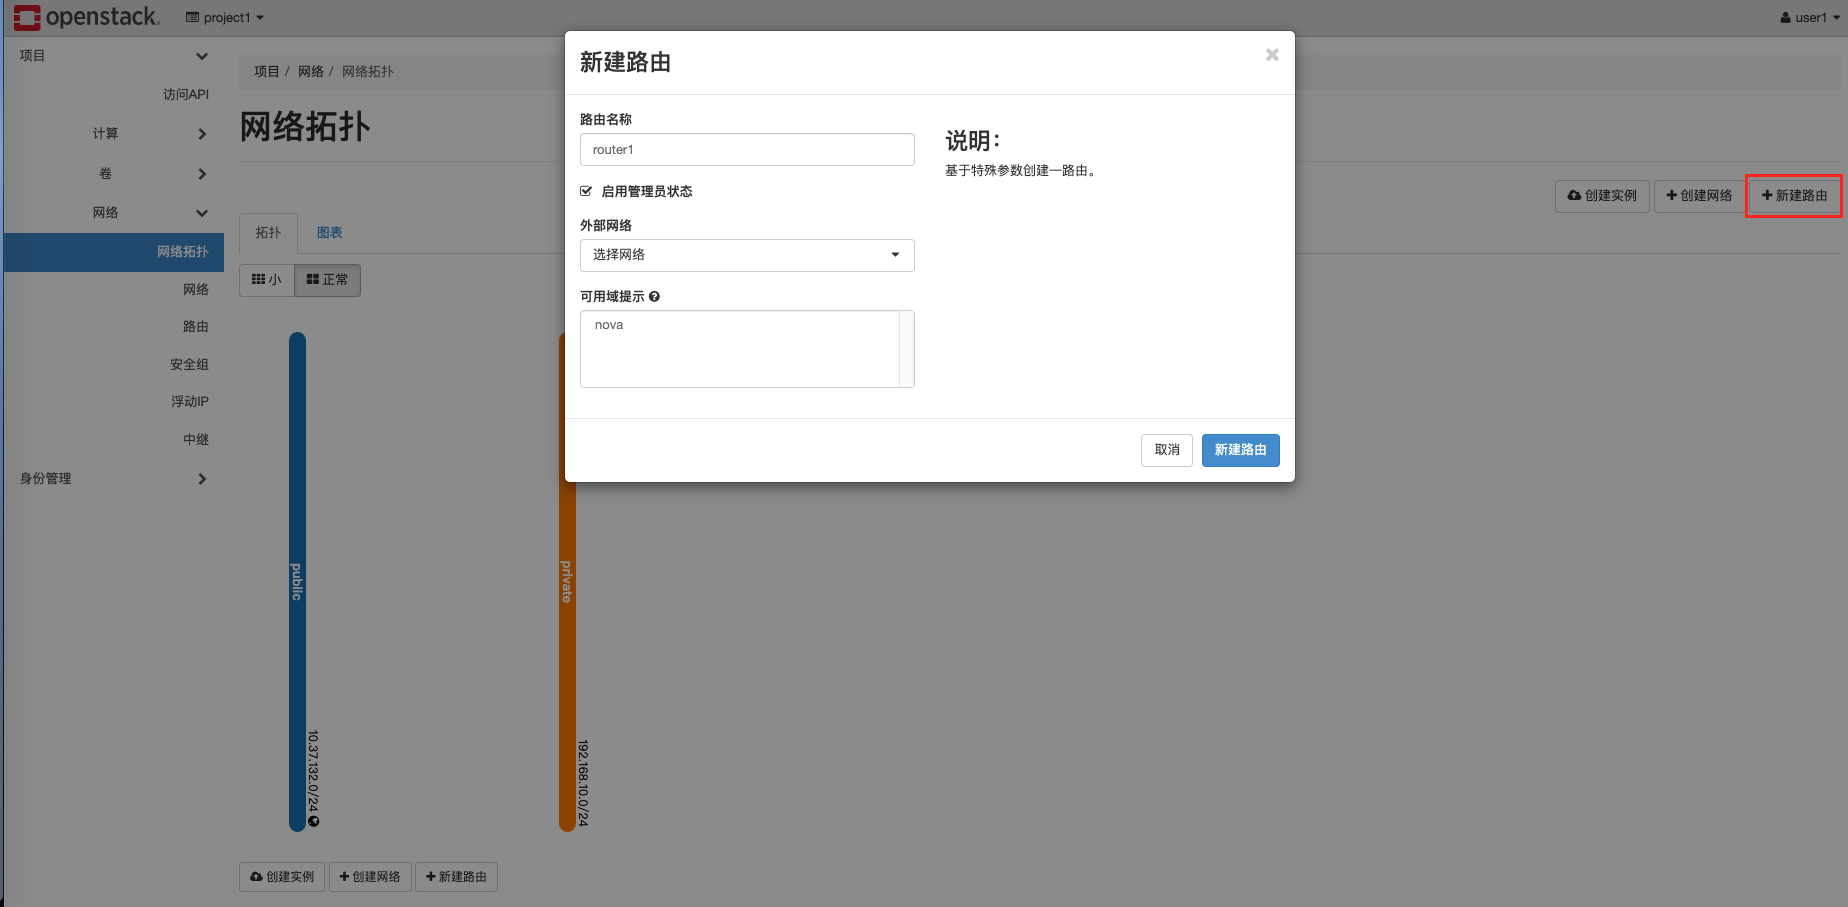 openstack. project1 user1
项目
访问API
计算
卷
网络
网络拓扑
网络
路由
安全组
浮动IP
中继
身份管理
项目 / 网络 / 网络拓扑
网络拓扑
创建实例 创建网络 新建路由
拓扑 图表
小 正常
public
10.37.132.0/24
private
192.168.10.0/24
创建实例 创建网络 新建路由
新建路由
路由名称
router1
启用管理员状态
外部网络
选择网络
可用域提示
nova
说明：
基于特殊参数创建一路由。
取消 新建路由